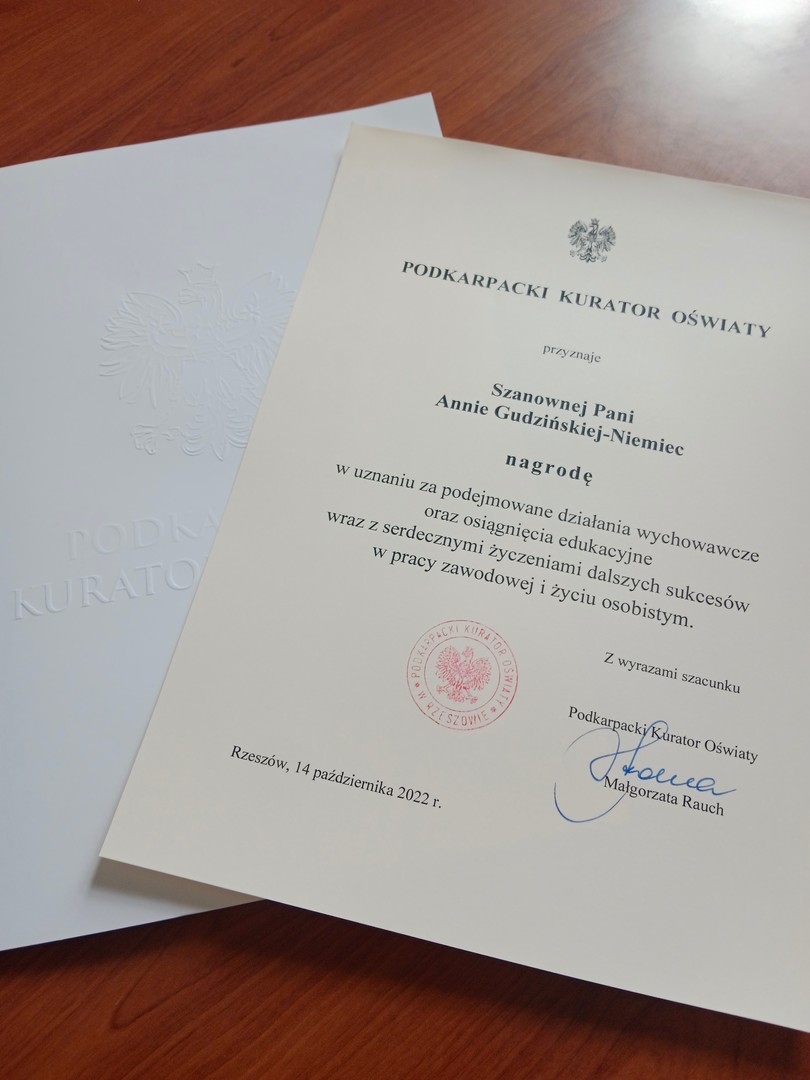 PODKA
KURATO
PODKARPACKI KURATOR OŚWIATY
przyznaje
Szanownej Pani
Annie Gudzińskiej-Niemiec
nagrodę
w uznaniu za podejmowane działania wychowawcze
oraz osiągnięcia edukacyjne
wraz z serdecznymi życzeniami dalszych sukcesów
w pracy zawodowej i życiu osobistym.
PODKARPACKI KURATOR OŚWIATY
* W RZESZOWIE *
Z wyrazami szacunku
Podkarpacki Kurator Oświaty
Małgorzata Rauch
Rzeszów, 14 października 2022 r.